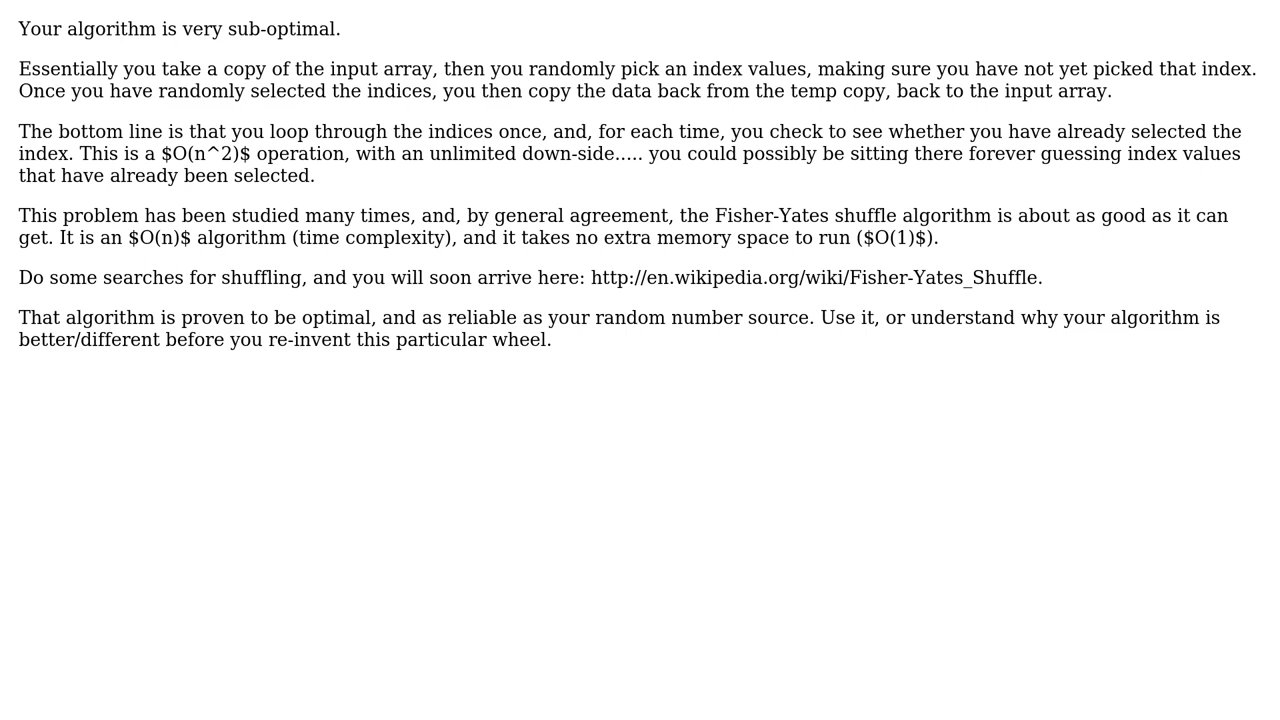 Your algorithm is very sub-optimal.
Essentially you take a copy of the input array, then you randomly pick an index values, making sure you have not yet picked that index.
Once you have randomly selected the indices, you then copy the data back from the temp copy, back to the input array.
The bottom line is that you loop through the indices once, and, for each time, you check to see whether you have already selected the
index. This is a $O(n^2)$ operation, with an unlimited down-side..... you could possibly be sitting there forever guessing index values
that have already been selected.
This problem has been studied many times, and, by general agreement, the Fisher-Yates shuffle algorithm is about as good as it can
get. It is an $O(n)$ algorithm (time complexity), and it takes no extra memory space to run ($O(1)$).
Do some searches for shuffling, and you will soon arrive here: http://en.wikipedia.org/wiki/Fisher-Yates_Shuffle.
That algorithm is proven to be optimal, and as reliable as your random number source. Use it, or understand why your algorithm is
better/different before you re-invent this particular wheel.